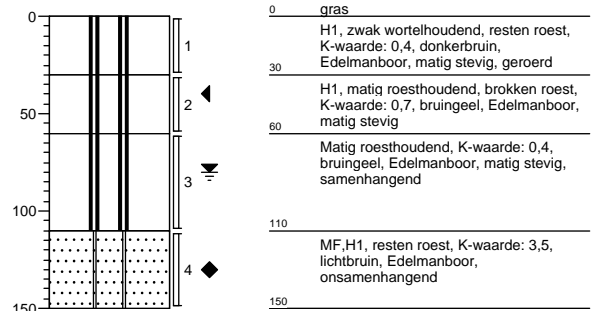 0
50
100
150
1
2
3
4
0 gras
H1, zwak wortelhoudend, resten roest,
K-waarde: 0,4, donkerbruin,
Edelmanboor, matig stevig, geroerd
30
H1, matig roesthoudend, brokken roest,
K-waarde: 0,7, bruingeel, Edelmanboor,
matig stevig
60
Matig roesthoudend, K-waarde: 0,4,
bruingeel, Edelmanboor, matig stevig,
samenhangend
110
MF,H1, resten roest, K-waarde: 3,5,
lichtbruin, Edelmanboor,
onsamenhangend
150